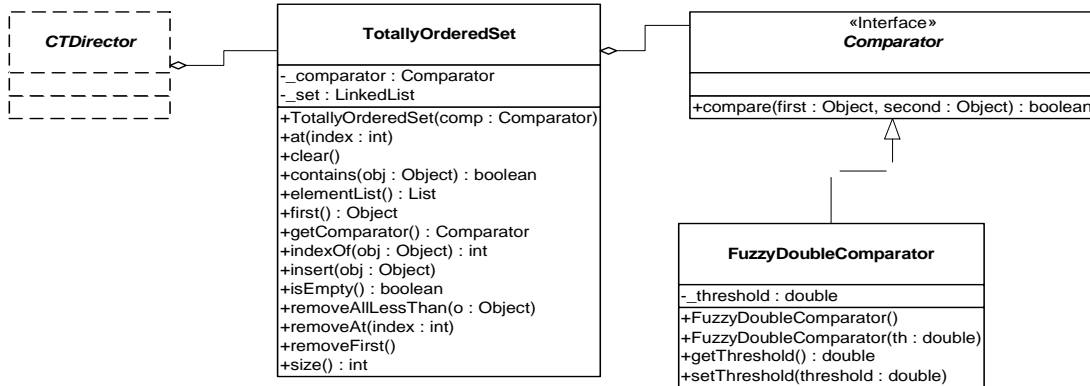 CTDirector
TotallyOrderedSet
-_comparator : Comparator
-_set : LinkedList
+TotallyOrderedSet(comp : Comparator)
+at(index : int)
+clear()
+contains(obj : Object) : boolean
+elementList() : List
+first() : Object
+getComparator() : Comparator
+indexOf(obj : Object) : int
+insert(obj : Object)
+isEmpty() : boolean
+removeAllLessThan(o : Object)
+removeAt(index : int)
+removeFirst()
+size() : int
«Interface»
Comparator
+compare(first : Object, second : Object) : boolean
FuzzyDoubleComparator
-_threshold : double
+FuzzyDoubleComparator()
+FuzzyDoubleComparator(th : double)
+getThreshold() : double
+setThreshold(threshold : double)